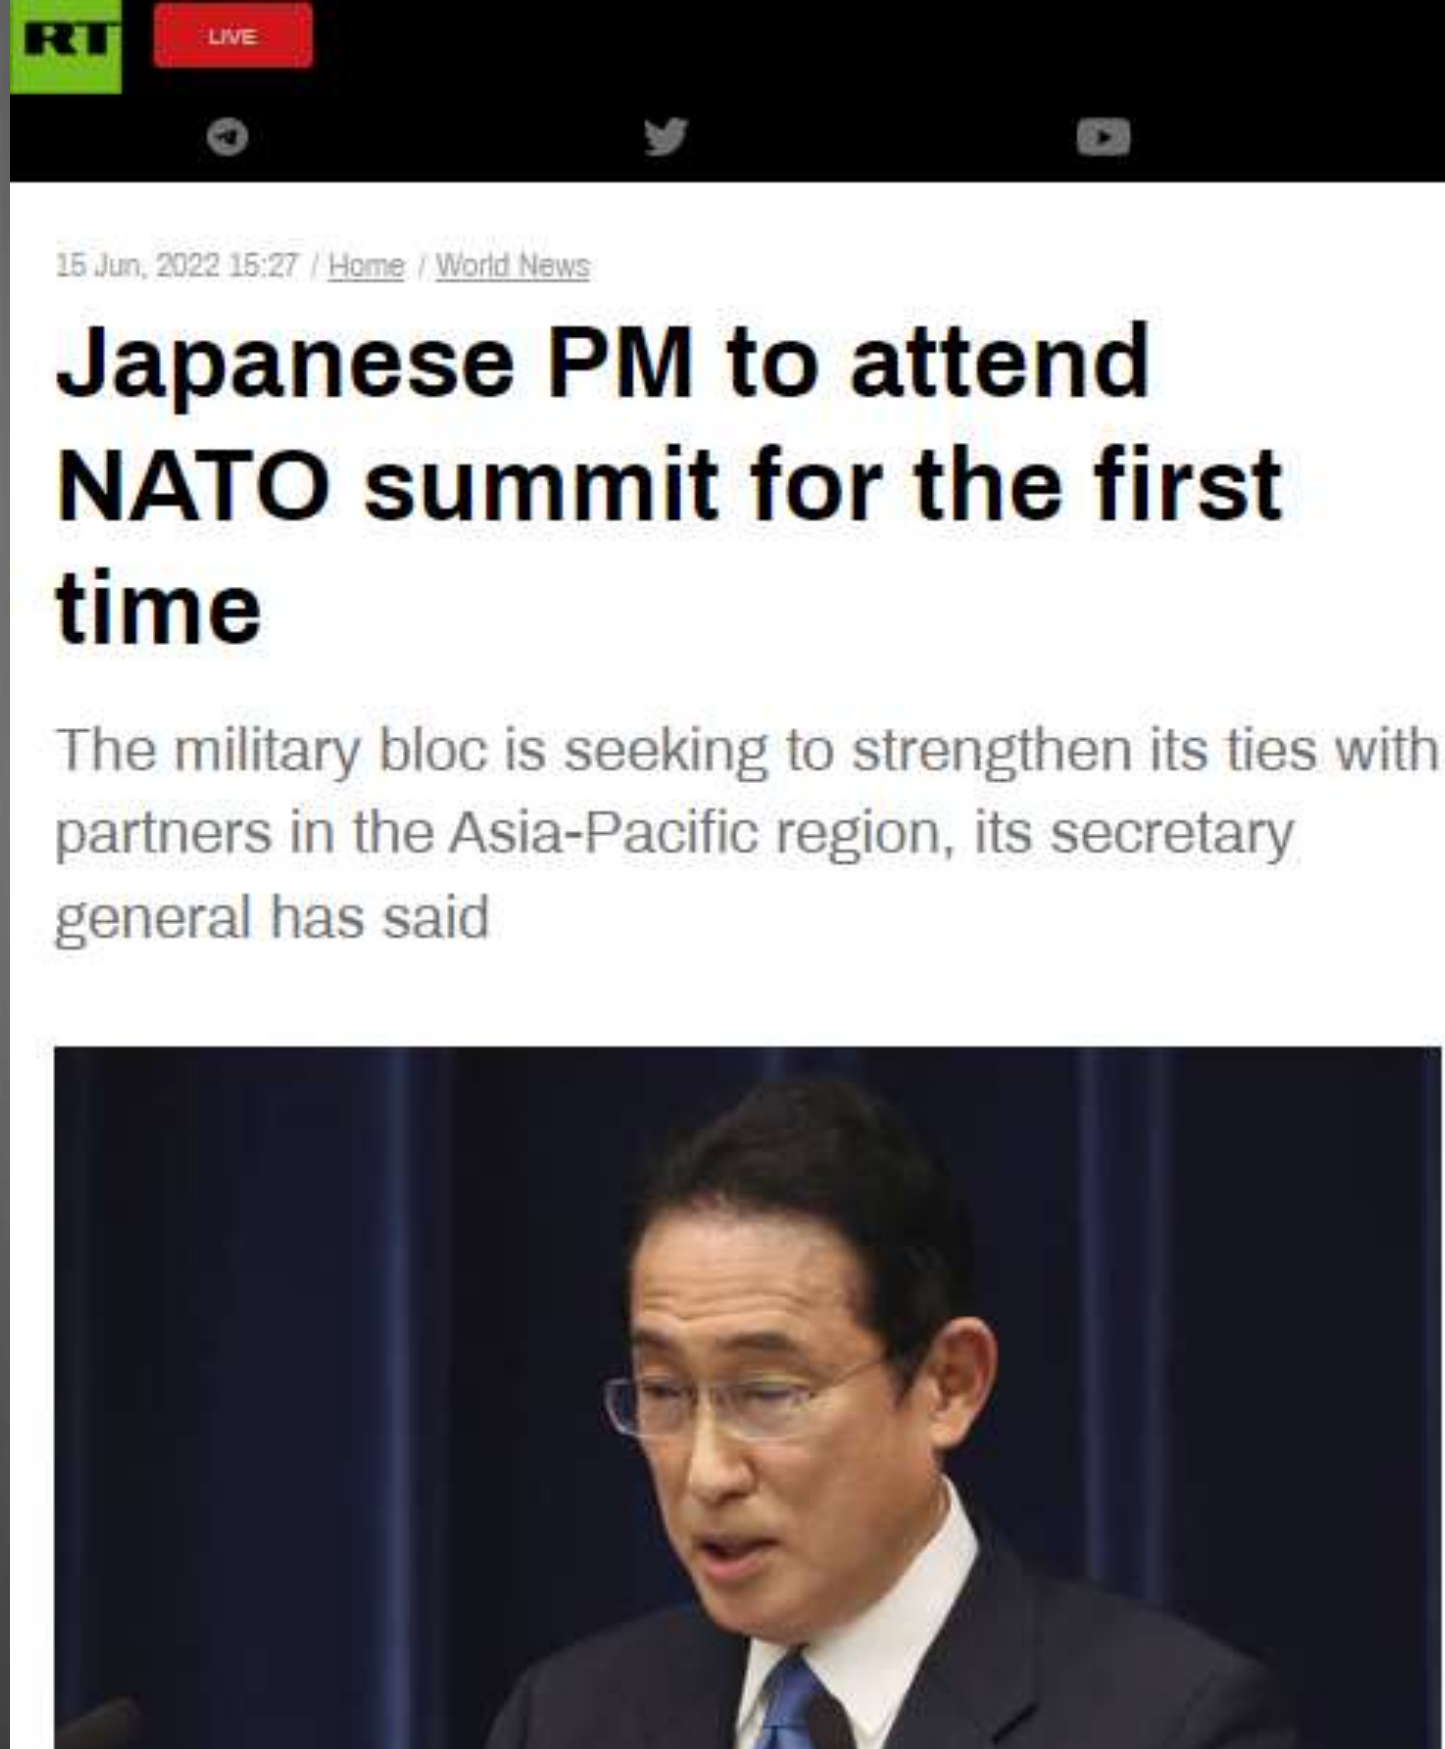 RT
LIVE
15 Jun, 2022 15:27 / Home / World News
Japanese PM to attend
NATO summit for the first
time
The military bloc is seeking to strengthen its ties with
partners in the Asia-Pacific region, its secretary
general has said